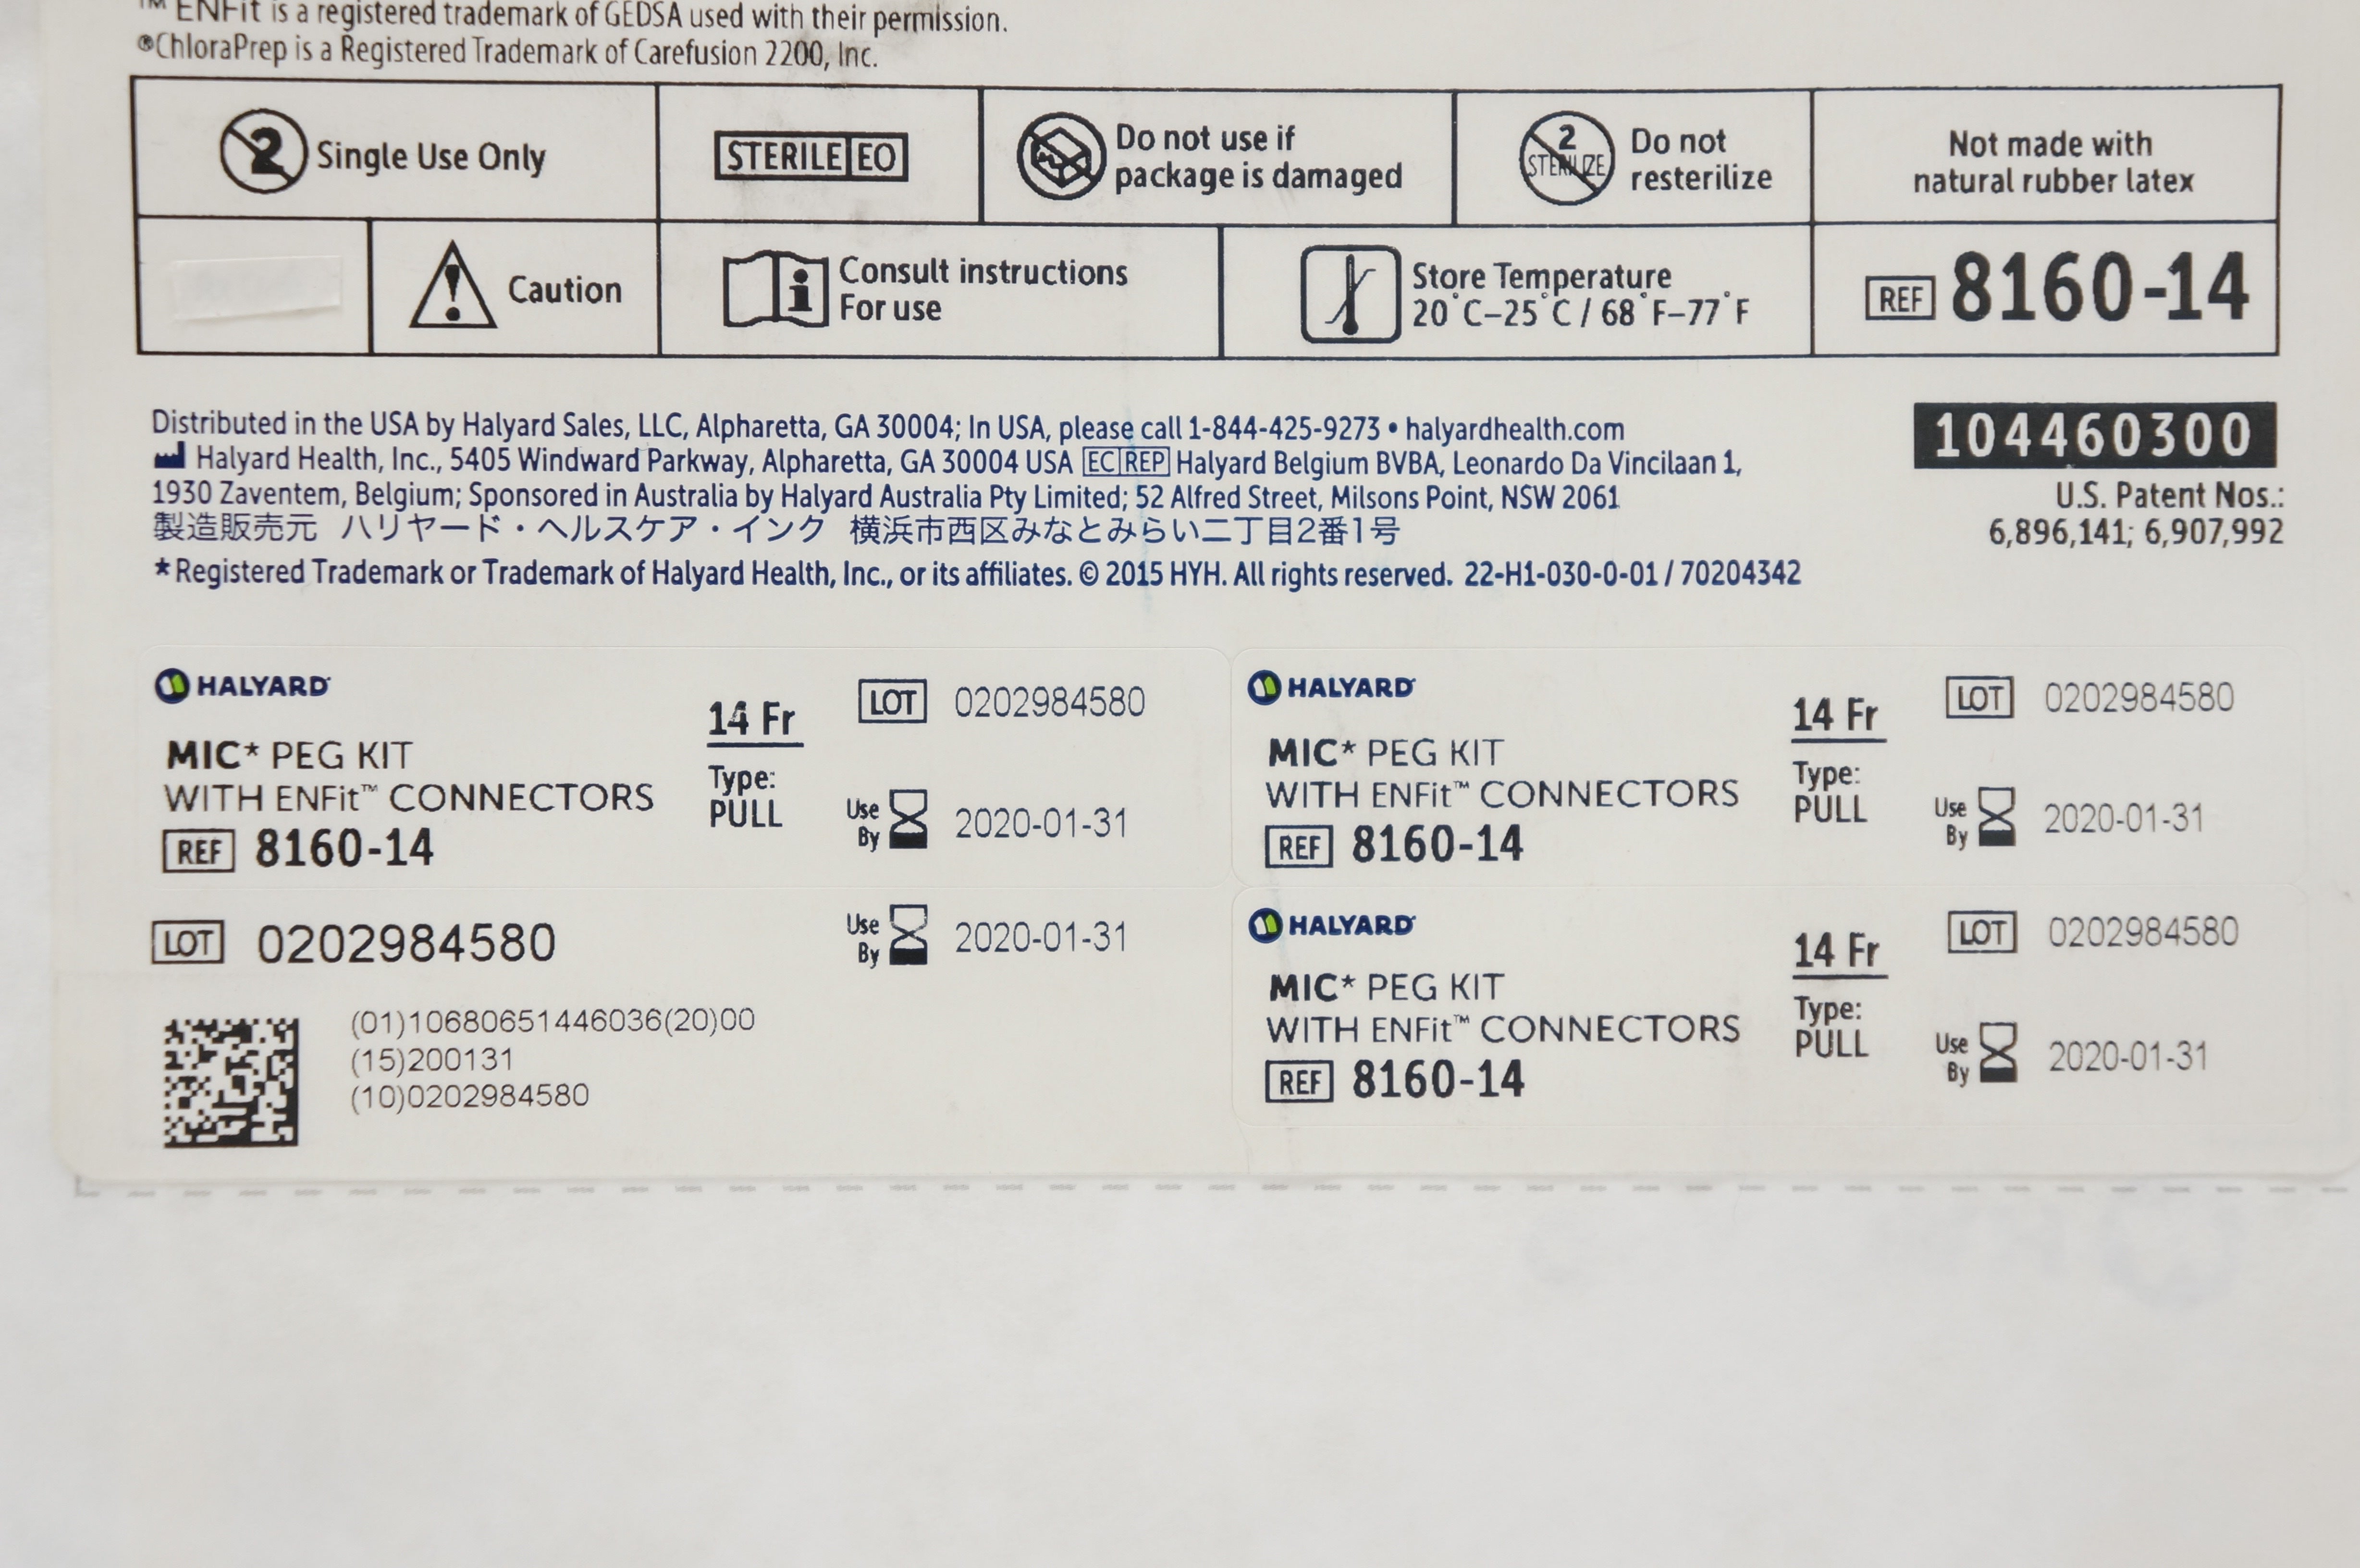 ™ ENFit is a registered trademark of GEDSA used with their permission.
®ChloraPrep is a Registered Trademark of Carefusion 2200, Inc.
2 Single Use Only
STERILE EO
Do not use if
package is damaged
2
STERILIZE
Do not
resterilize
Not made with
natural rubber latex
Caution
Consult instructions
For use
Store Temperature
20°C–25°C / 68°F–77°F
REF 8160-14
Distributed in the USA by Halyard Sales, LLC, Alpharetta, GA 30004; In USA, please call 1-844-425-9273 • halyardhealth.com
Halyard Health, Inc., 5405 Windward Parkway, Alpharetta, GA 30004 USA EC REP Halyard Belgium BVBA, Leonardo Da Vincilaan 1,
1930 Zaventem, Belgium; Sponsored in Australia by Halyard Australia Pty Limited; 52 Alfred Street, Milsons Point, NSW 2061
製造販売元 ハリヤード・ヘルスケア・インク 横浜市西区みなとみらい二丁目2番1号
*Registered Trademark or Trademark of Halyard Health, Inc., or its affiliates. © 2015 HYH. All rights reserved. 22-H1-030-0-01 / 70204342
104460300
U.S. Patent Nos.:
6,896,141; 6,907,992
HALYARD
MIC* PEG KIT
WITH ENFit™ CONNECTORS
REF 8160-14
14 Fr
Type:
PULL
LOT 0202984580
Use
By 2020-01-31
HALYARD
MIC* PEG KIT
WITH ENFit™ CONNECTORS
REF 8160-14
14 Fr
Type:
PULL
LOT 0202984580
Use
By 2020-01-31
LOT 0202984580
Use
By 2020-01-31
(01)10680651446036(20)00
(15)200131
(10)0202984580
HALYARD
MIC* PEG KIT
WITH ENFit™ CONNECTORS
REF 8160-14
14 Fr
Type:
PULL
LOT 0202984580
Use
By 2020-01-31